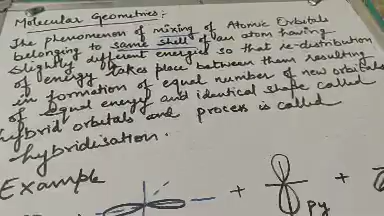 Molecular Geometries:
The phenomenon of mixing of Atomic Orbitals
belonging to same shell of an atom having
slightly different energies so that re-distribution
of energy takes place between them resulting
in formation of equal number of new orbitals
of equal energy and identical shape called
hybrid orbitals and process is called
hybridisation.
Example
+ + 
py